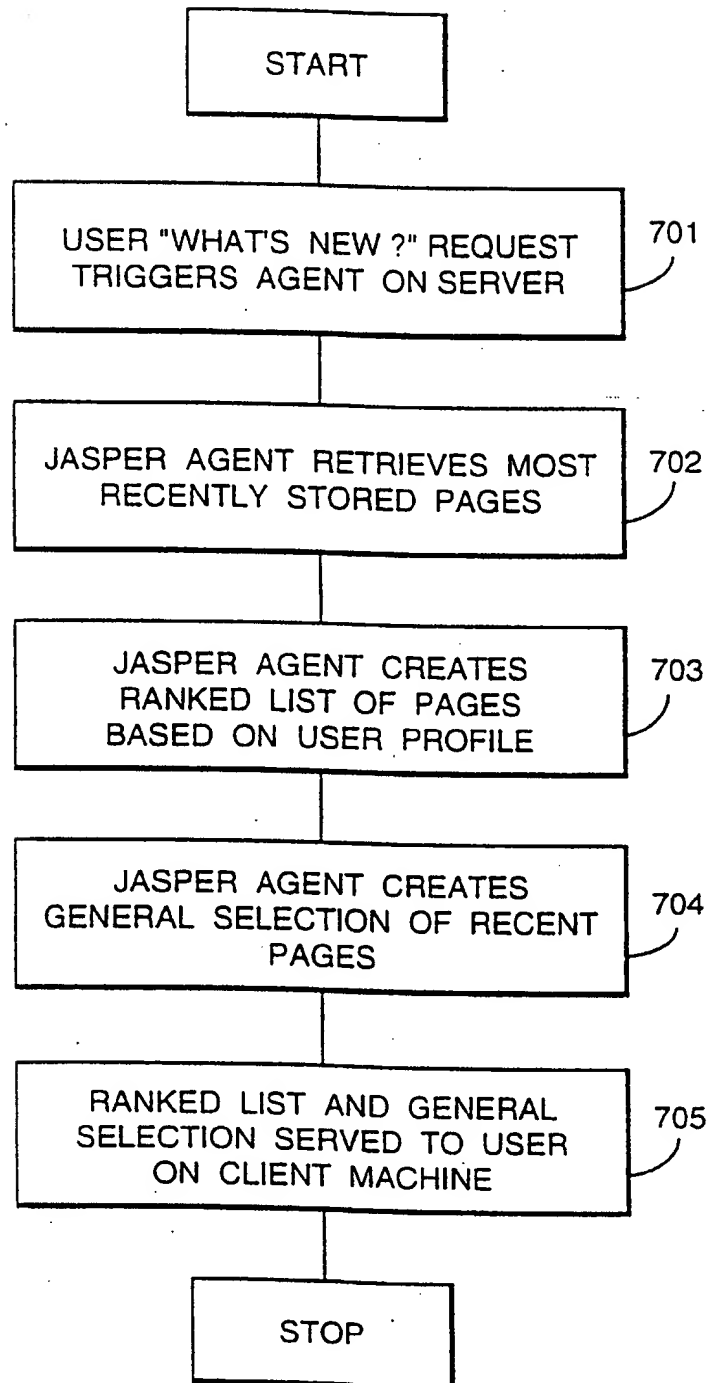 START
USER "WHAT'S NEW ?" REQUEST
TRIGGERS AGENT ON SERVER
701
JASPER AGENT RETRIEVES MOST
RECENTLY STORED PAGES
702
JASPER AGENT CREATES
RANKED LIST OF PAGES
BASED ON USER PROFILE
703
JASPER AGENT CREATES
GENERAL SELECTION OF RECENT
PAGES
704
RANKED LIST AND GENERAL
SELECTION SERVED TO USER
ON CLIENT MACHINE
705
STOP